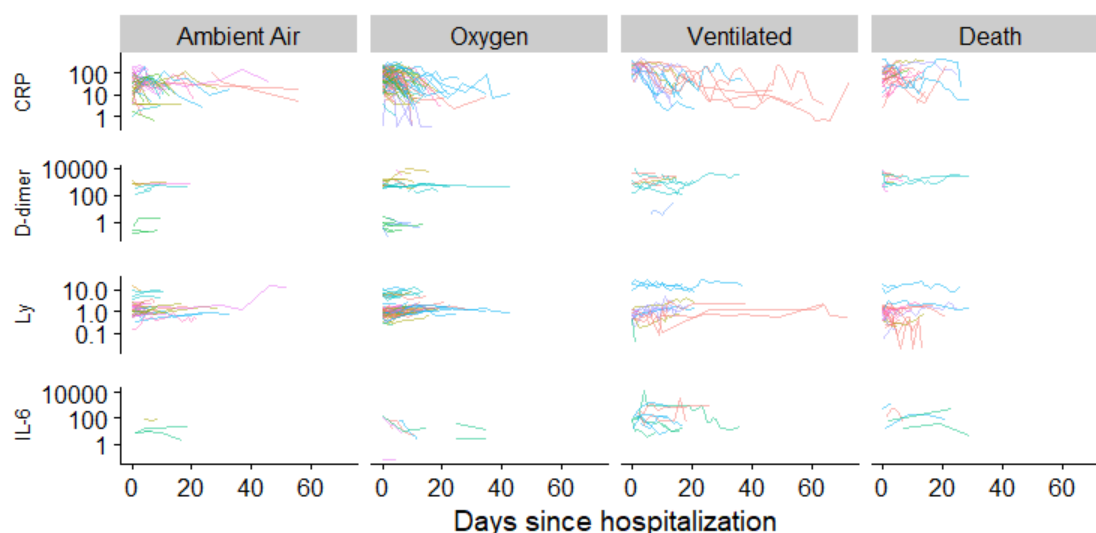 Ambient Air Oxygen Ventilated Death
CRP
100
10
1
D-dimer
10000
100
1
Ly
10.0
1.0
0.1
IL-6
10000
100
1
0 20 40 60 0 20 40 60 0 20 40 60 0 20 40 60
Days since hospitalization